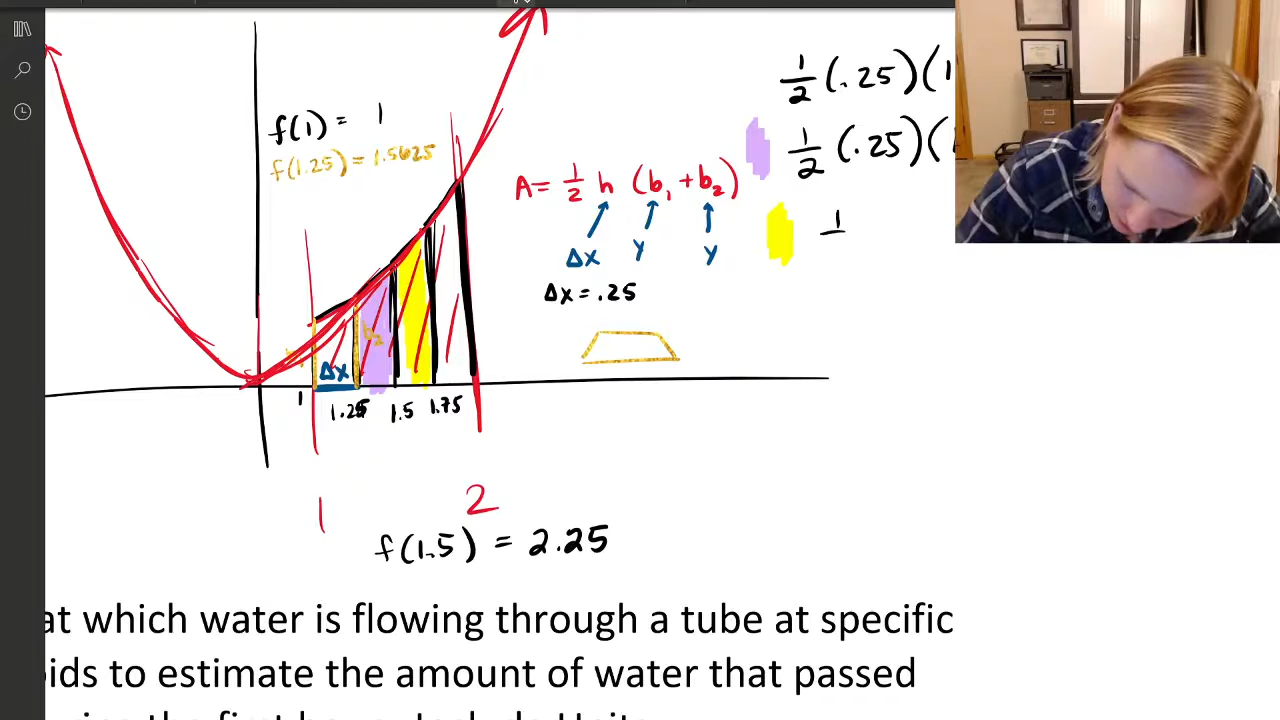 f(1) = 1
f(1.25) = 1.5625
A = 1/2 h (b₁ + b₂)
Δx y y
Δx = .25
1/2 (.25)(1
1/2 (.25)(
1
b₂
Δx
1 1.25 1.5 1.75
1 2
f(1.5) = 2.25
at which water is flowing through a tube at specific
oids to estimate the amount of water that passed